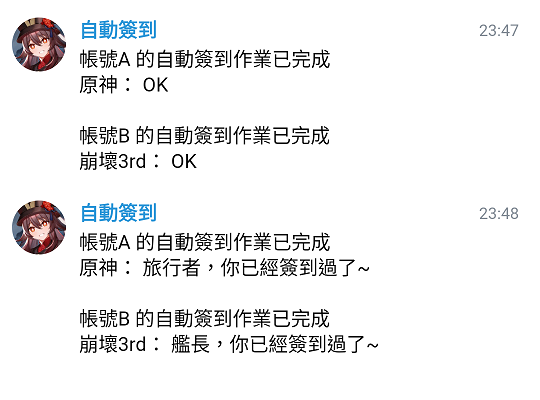 自動簽到 23:47
帳號A 的自動簽到作業已完成
原神： OK
帳號B 的自動簽到作業已完成
崩壞3rd： OK
自動簽到 23:48
帳號A 的自動簽到作業已完成
原神： 旅行者，你已經簽到過了~
帳號B 的自動簽到作業已完成
崩壞3rd： 艦長，你已經簽到過了~